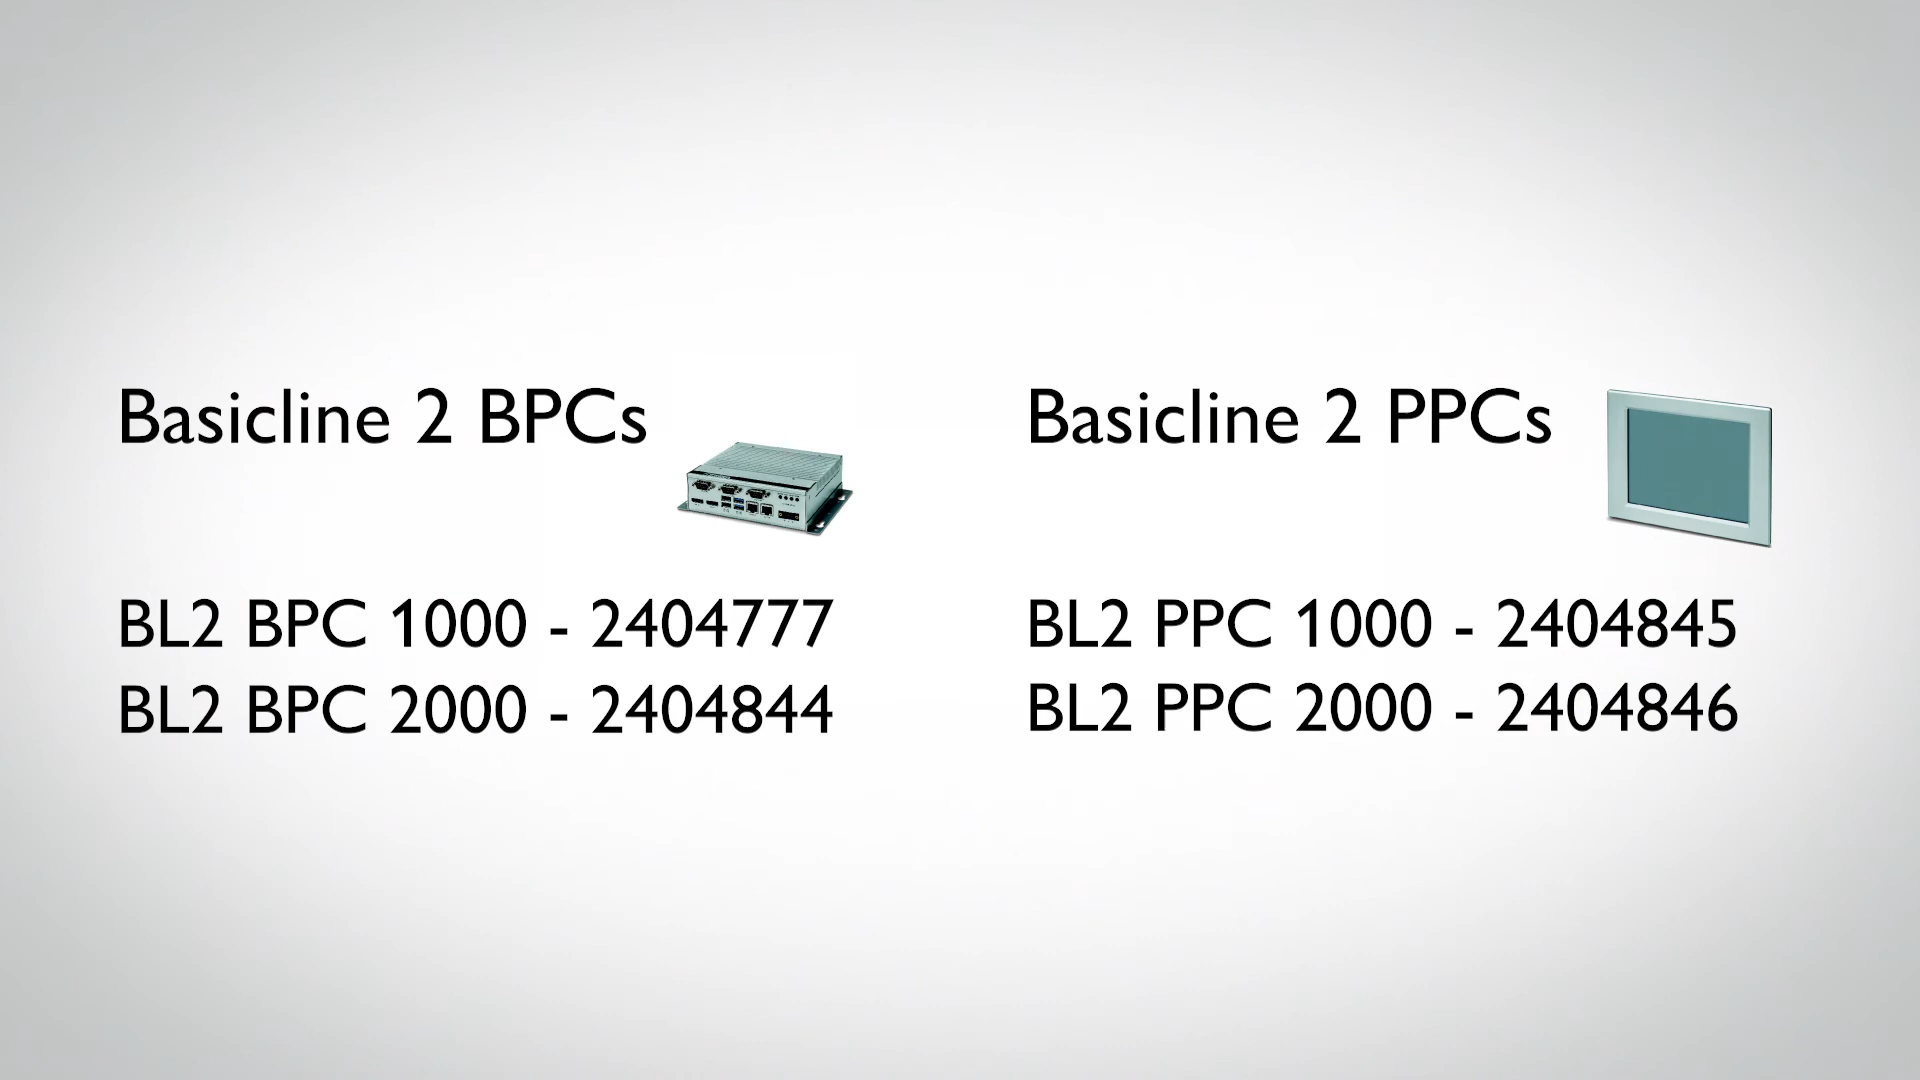 Basicline 2 BPCs
BL2 BPC 1000 - 2404777
BL2 BPC 2000 - 2404844
Basicline 2 PPCs
BL2 PPC 1000 - 2404845
BL2 PPC 2000 - 2404846